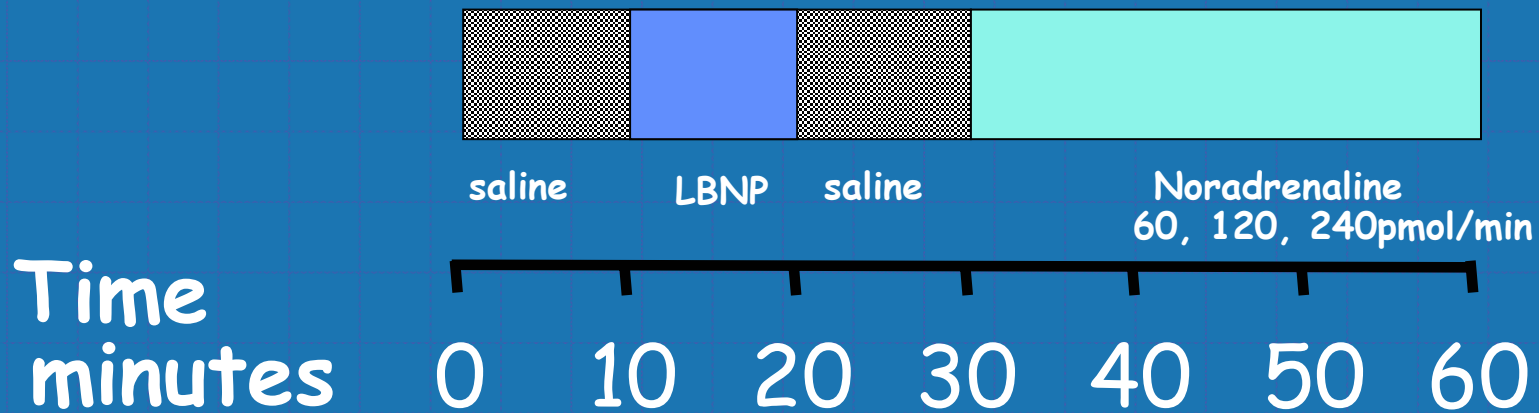 saline LBNP saline Noradrenaline
60, 120, 240pmol/min
Time
minutes 0 10 20 30 40 50 60